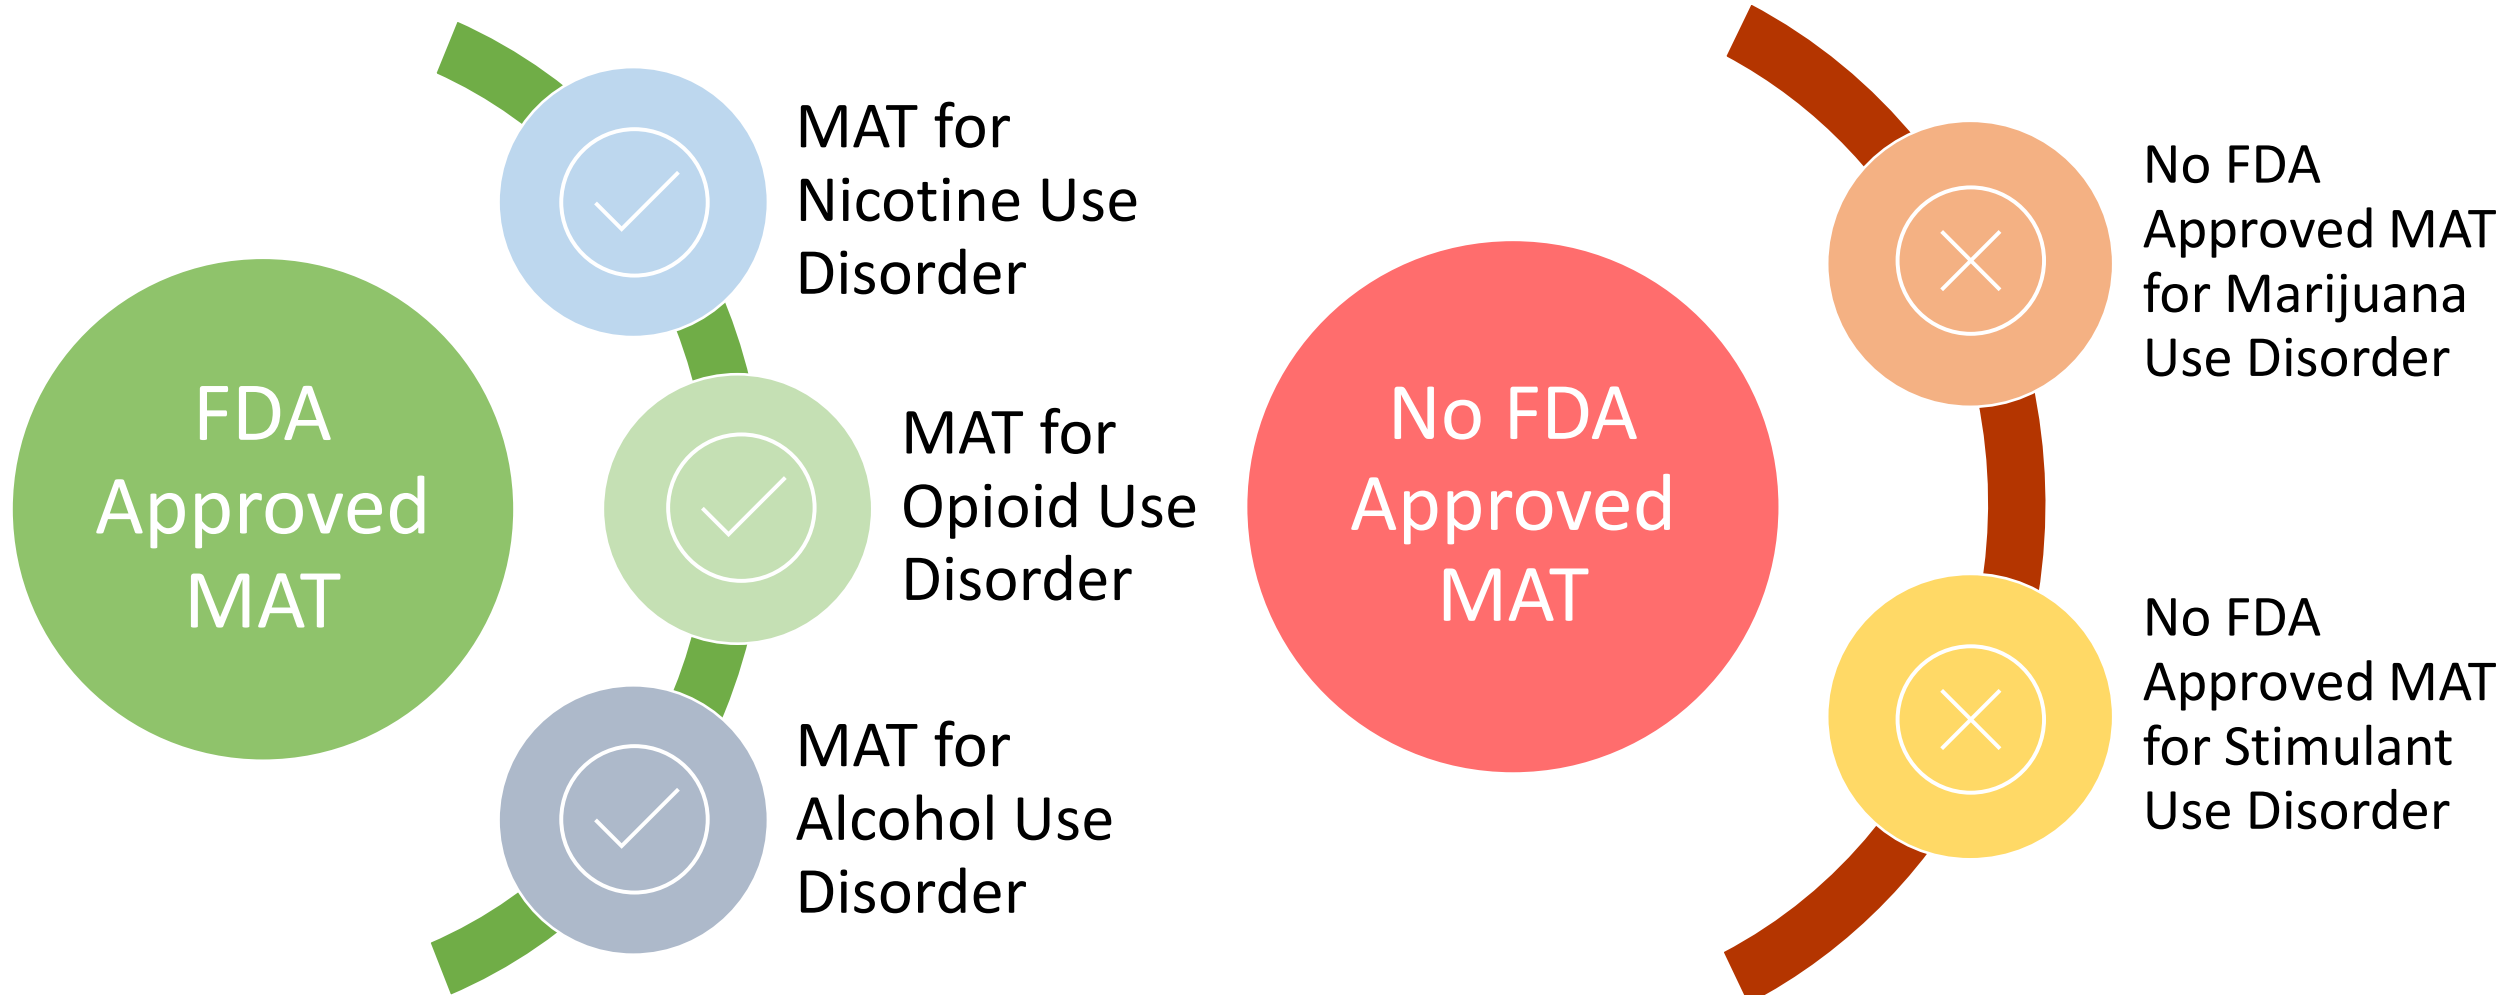 FDA
Approved
MAT
MAT for
Nicotine Use
Disorder
MAT for
Opioid Use
Disorder
MAT for
Alcohol Use
Disorder
No FDA
Approved
MAT
No FDA
Approved MAT
for Marijuana
Use Disorder
No FDA
Approved MAT
for Stimulant
Use Disorder